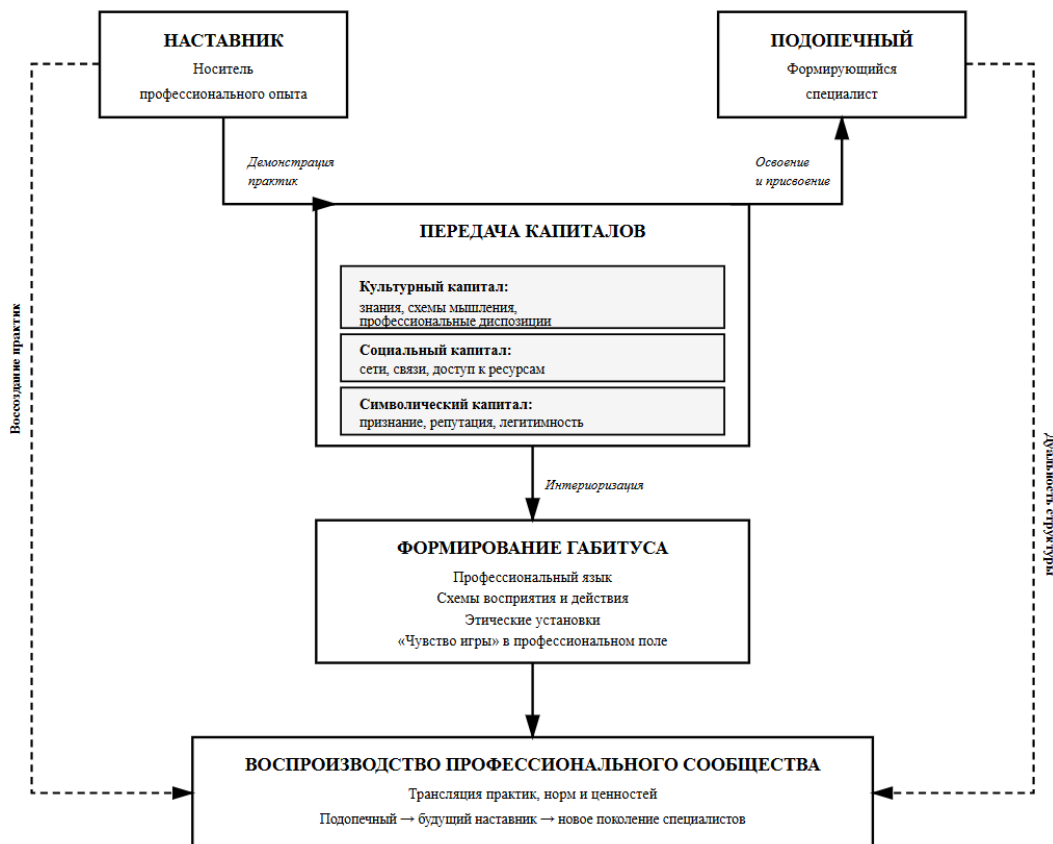 НАСТАВНИК
Носитель
профессионального опыта
ПОДОПЕЧНЫЙ
Формирующийся
специалист
Демонстрация
практик
Освоение
и присвоение
ПЕРЕДАЧА КАПИТАЛОВ
Культурный капитал:
знания, схемы мышления,
профессиональные диспозиции
Социальный капитал:
сети, связи, доступ к ресурсам
Символический капитал:
признание, репутация, легитимность
Воссоздание практик
Дуальность структуры
Интериоризация
ФОРМИРОВАНИЕ ГАБИТУСА
Профессиональный язык
Схемы восприятия и действия
Этические установки
«Чувство игры» в профессиональном поле
ВОСПРОИЗВОДСТВО ПРОФЕССИОНАЛЬНОГО СООБЩЕСТВА
Трансляция практик, норм и ценностей
Подопечный → будущий наставник → новое поколение специалистов